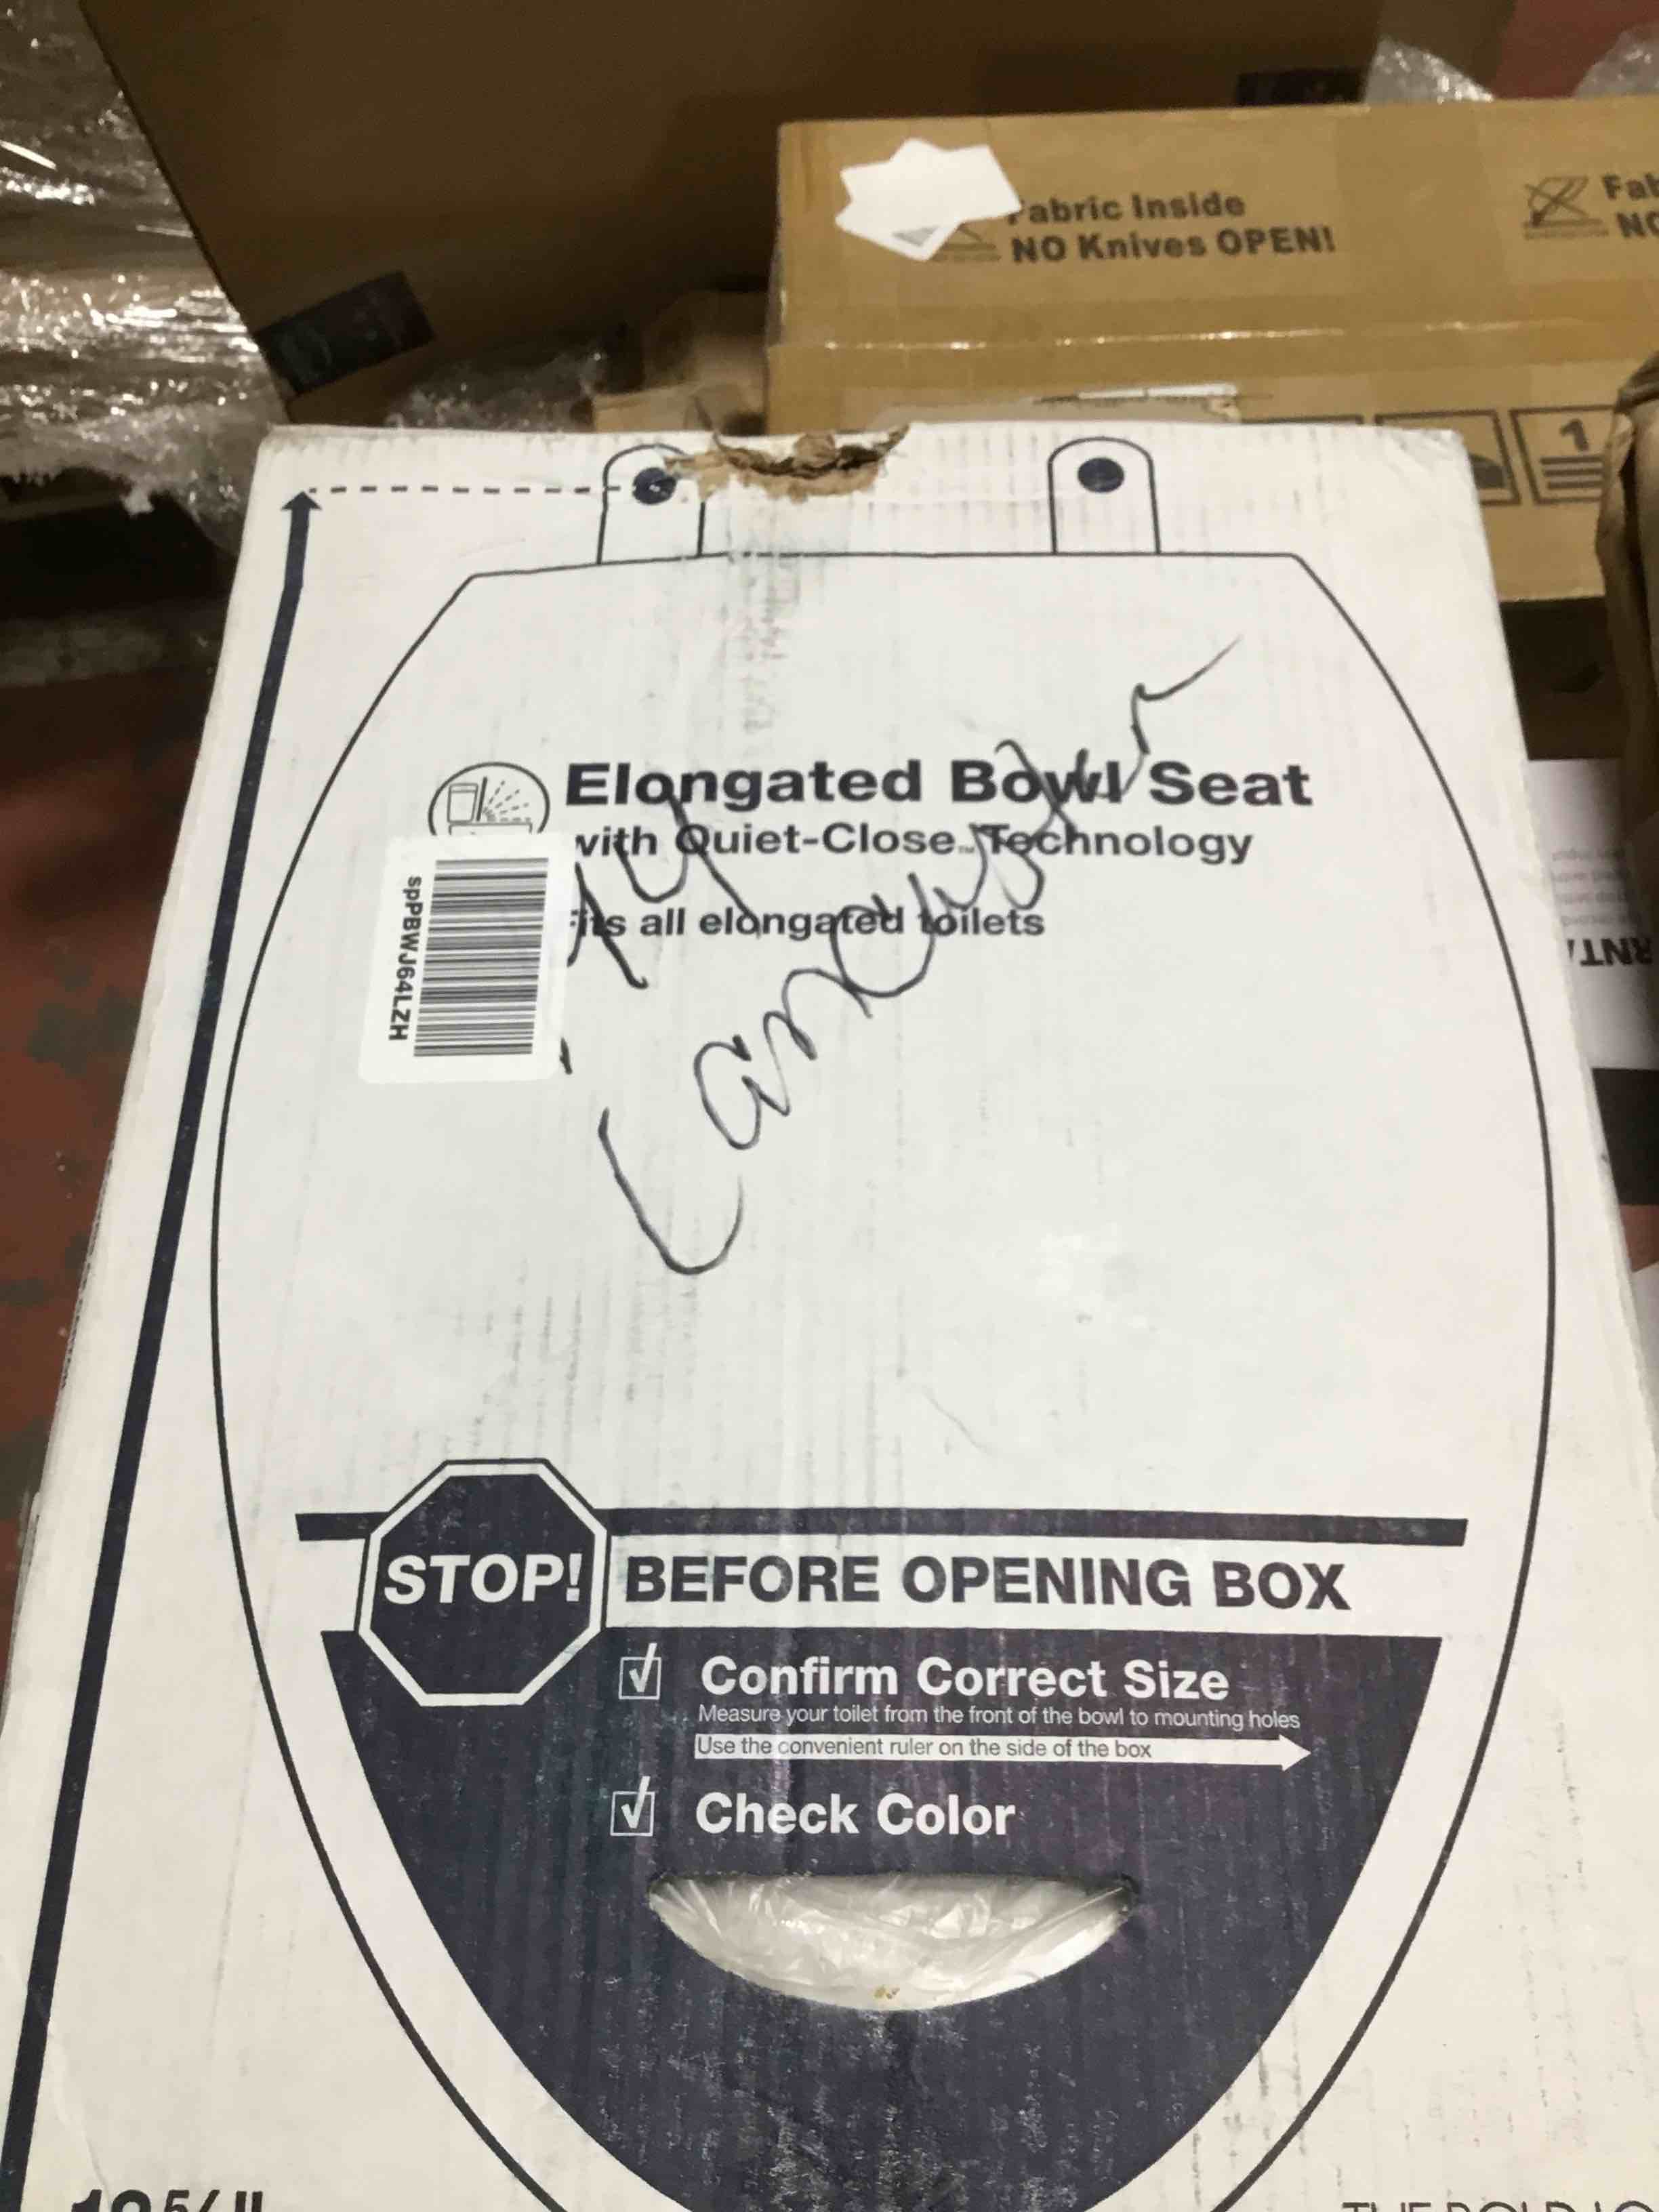 Fabric Inside
NO Knives OPEN!
1
Elongated Bowl Seat
with Quiet-Close™ Technology
Fits all elongated toilets
spPBWJ64LZH
STOP! BEFORE OPENING BOX
Confirm Correct Size
Measure your toilet from the front of the bowl to mounting holes
Use the convenient ruler on the side of the box
Check Color